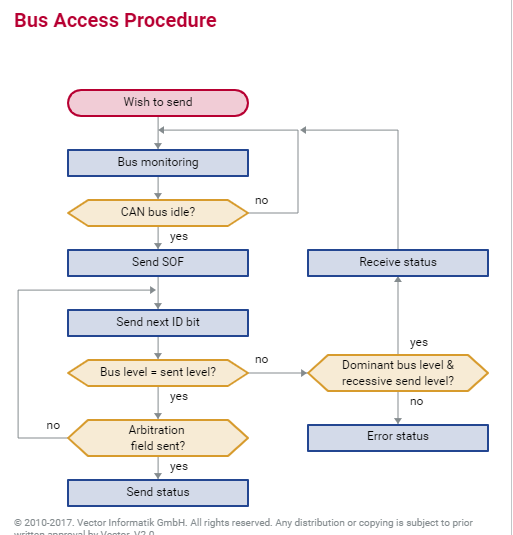 Bus Access Procedure
Wish to send
Bus monitoring
CAN bus idle?
no
yes
Send SOF
Receive status
Send next ID bit
yes
Bus level = sent level?
no
Dominant bus level &
recessive send level?
yes
no
no
Arbitration
field sent?
Error status
yes
Send status
© 2010-2017. Vector Informatik GmbH. All rights reserved. Any distribution or copying is subject to prior
written approval by Vector. V2.0